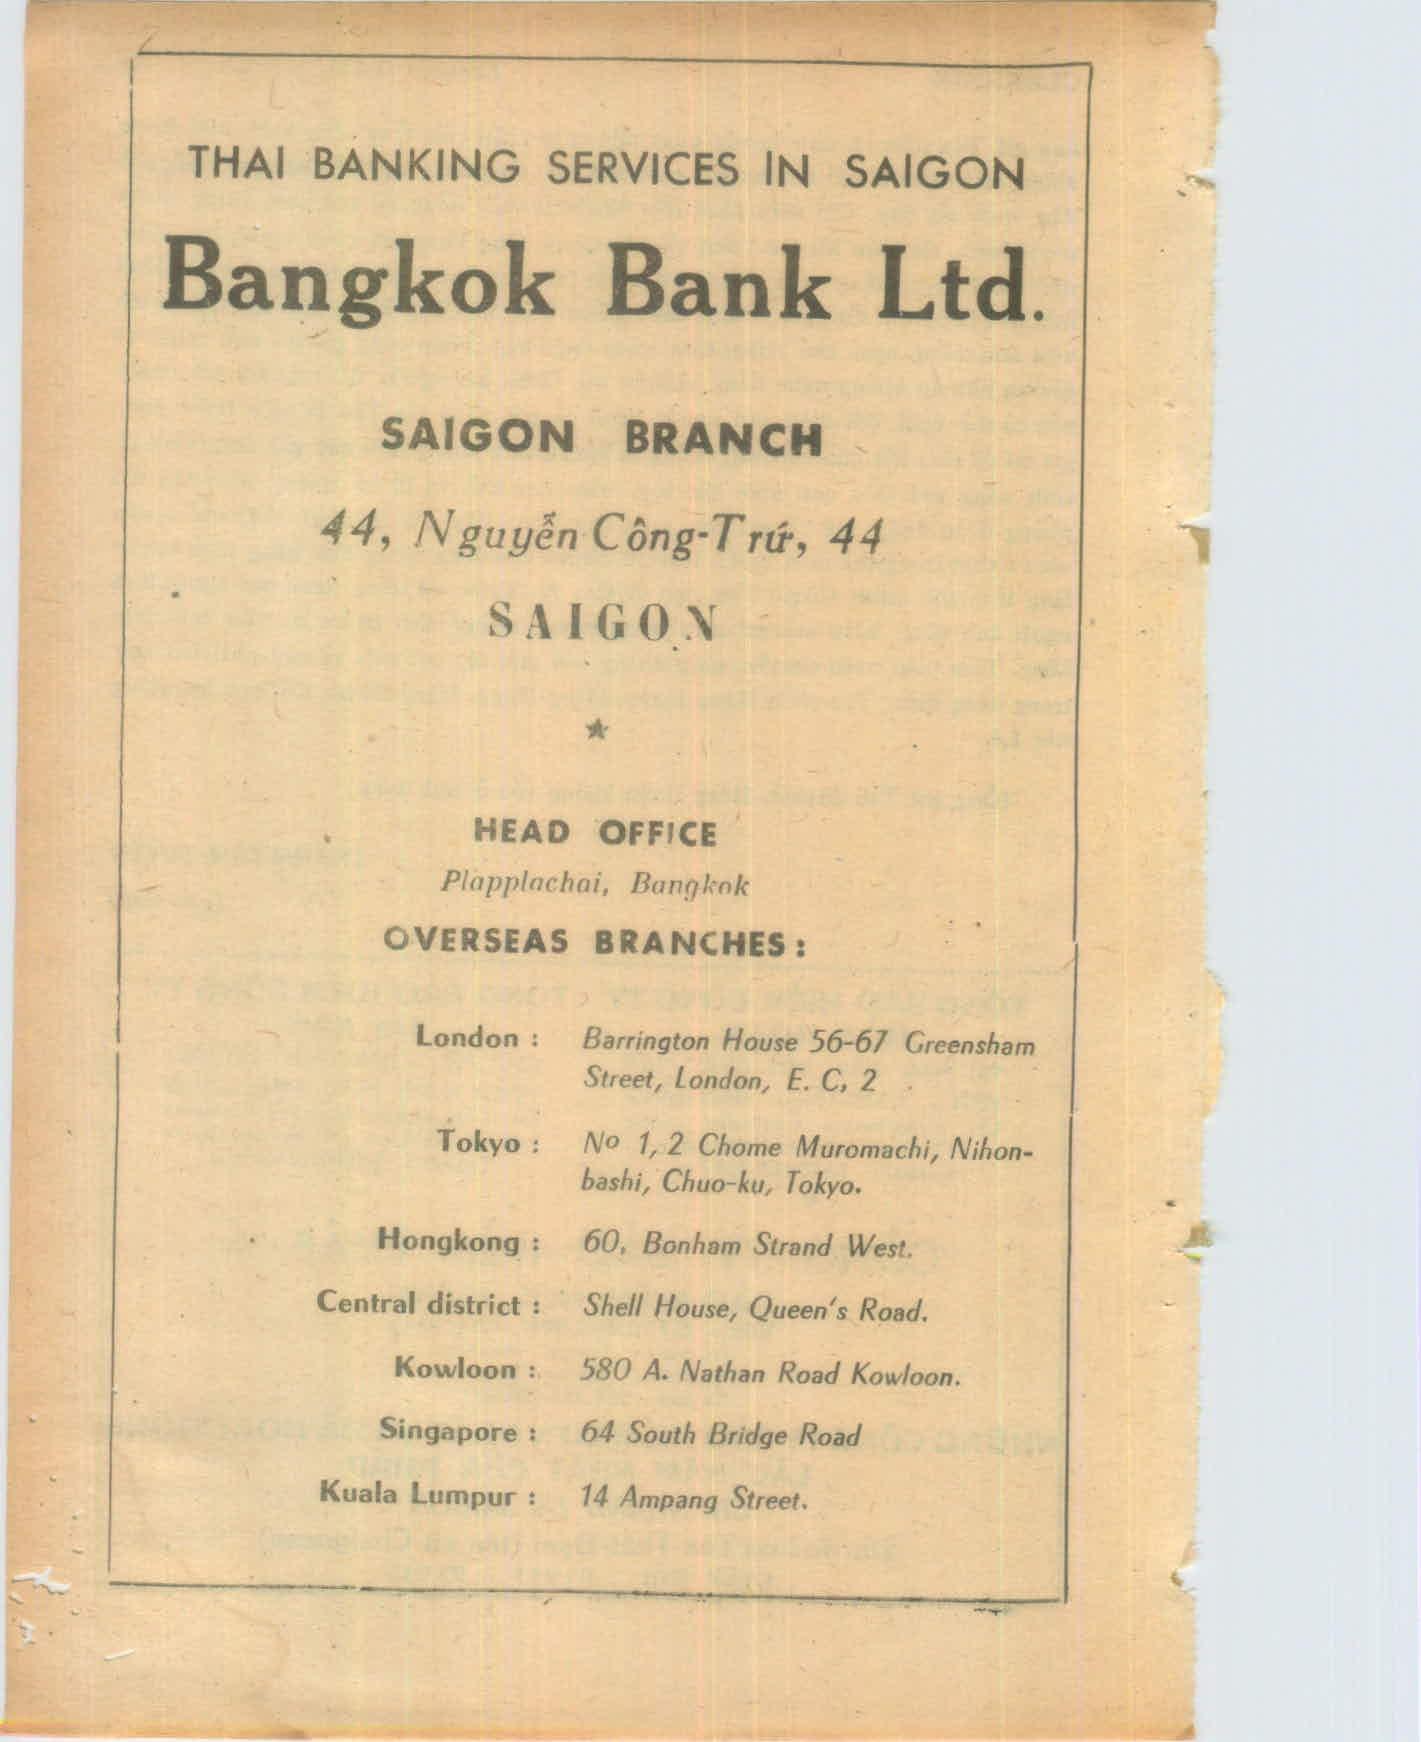 THAI BANKING SERVICES IN SAIGON
Bangkok Bank Ltd.
SAIGON BRANCH
44, Nguyễn Công-Trứ, 44
SAIGON
★
HEAD OFFICE
Plapplachai, Bangkok
OVERSEAS BRANCHES :
London : Barrington House 56-67 Greensham
Street, London, E. C, 2
Tokyo : Nº 1, 2 Chome Muromachi, Nihon-
bashi, Chuo-ku, Tokyo.
Hongkong : 60, Bonham Strand West.
Central district : Shell House, Queen's Road.
Kowloon : 580 A. Nathan Road Kowloon.
Singapore : 64 South Bridge Road
Kuala Lumpur : 14 Ampang Street.